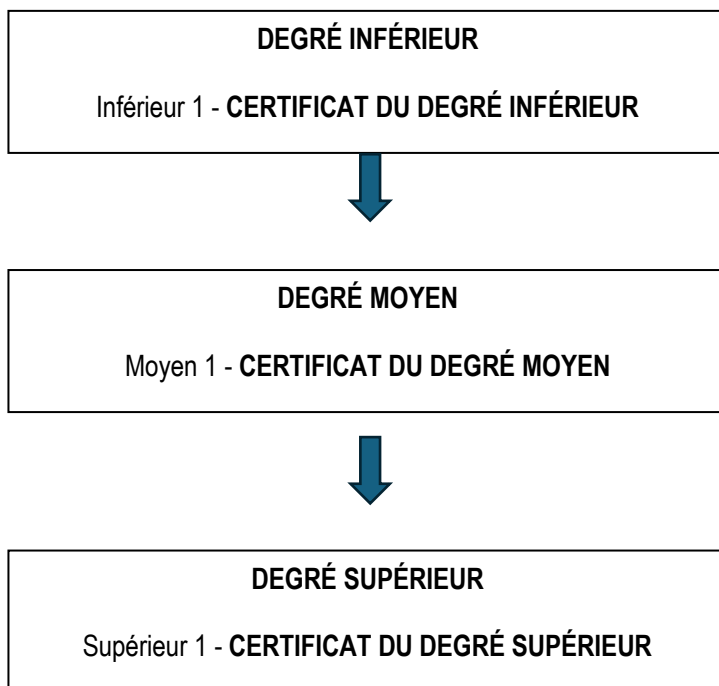 DEGRÉ INFÉRIEUR
Inférieur 1 - CERTIFICAT DU DEGRÉ INFÉRIEUR
DEGRÉ MOYEN
Moyen 1 - CERTIFICAT DU DEGRÉ MOYEN
DEGRÉ SUPÉRIEUR
Supérieur 1 - CERTIFICAT DU DEGRÉ SUPÉRIEUR